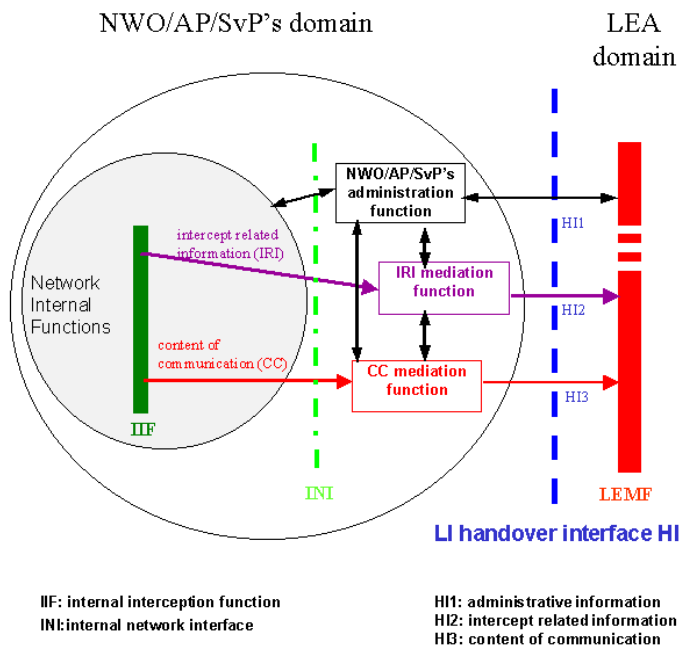 NWO/AP/SvP's domain
LEA
domain
NWO/AP/SvP's
administration
function
HI1
intercept related
information (IRI)
IRI mediation
function
Network
Internal
Functions
HI2
content of
communication (CC)
CC mediation
function
HI3
IIF
INI
LEMF
LI handover interface HI
IIF: internal interception function
INI:internal network interface
HI1: administrative information
HI2: intercept related information
HI3: content of communication